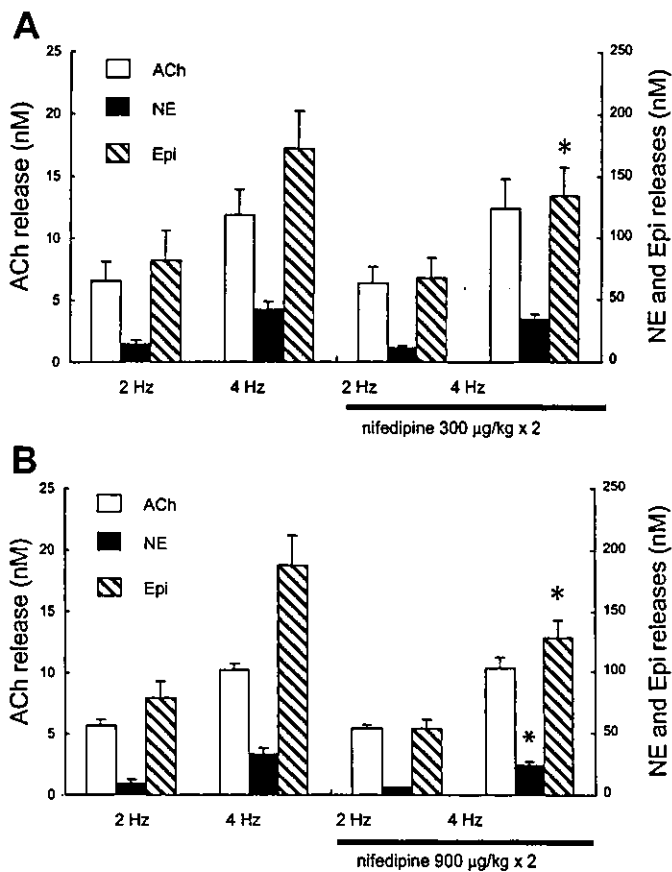 A
25
20
15
10
5
0
ACh release (nM)
ACh
NE
Epi
*
250
200
150
100
50
0
NE and Epi releases (nM)
2 Hz 4 Hz 2 Hz 4 Hz
nifedipine 300 μg/kg x 2
B
25
20
15
10
5
0
ACh release (nM)
ACh
NE
Epi
*
*
250
200
150
100
50
0
NE and Epi releases (nM)
2 Hz 4 Hz 2 Hz 4 Hz
nifedipine 900 μg/kg x 2